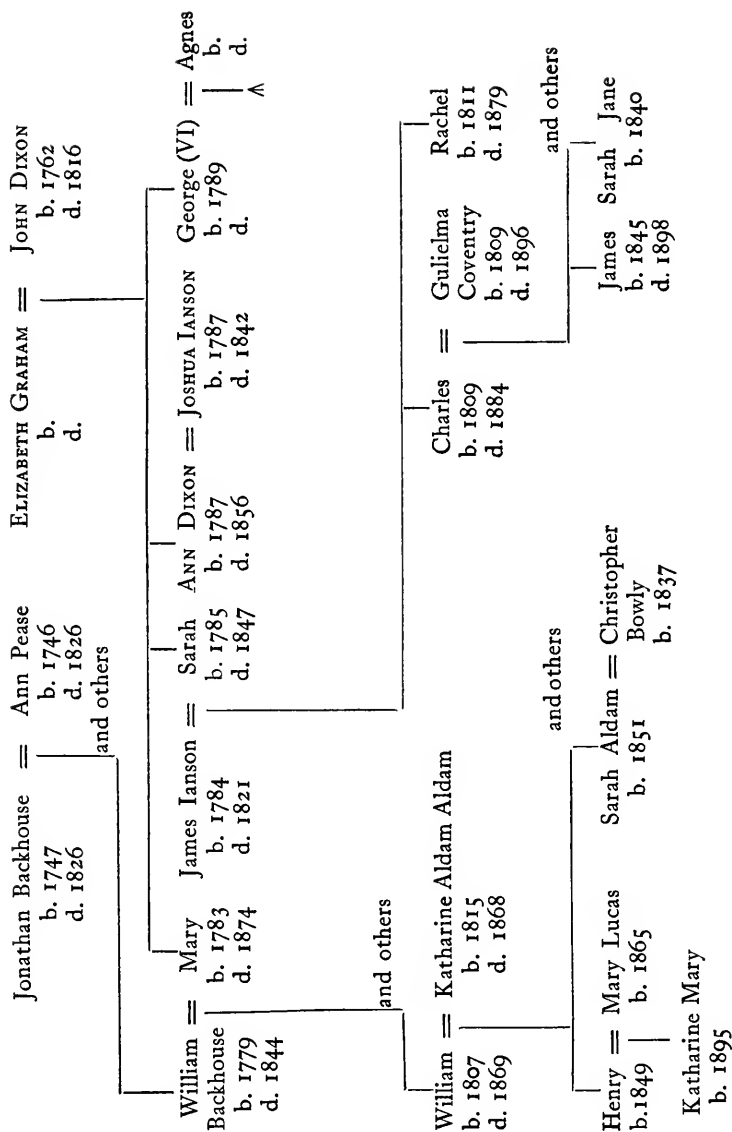 Jonathan Backhouse = Ann Pease
b. 1747 b. 1746
d. 1826 d. 1826
and others
ELIZABETH GRAHAM = JOHN DIXON
b. b. 1762
d. d. 1816
William = Mary James Ianson = Sarah ANN DIXON = JOSHUA IANSON George (VI) = Agnes
Backhouse b. 1783 b. 1784 b. 1785 b. 1787 b. 1787 b. 1789 b.
b. 1779 d. 1874 d. 1821 d. 1847 d. 1856 d. 1842 d. d.
d. 1844
and others
William = Katharine Aldam Aldam
b. 1807 b. 1815
d. 1869 d. 1868
Charles = Gulielma Rachel
b. 1809 Coventry b. 1811
d. 1884 b. 1809 d. 1879
d. 1896
and others
and others
Henry = Mary Lucas Sarah Aldam = Christopher
b.1849 b. 1865 b. 1851 Bowly
b. 1837
James Sarah Jane
b. 1845 b. 1840
d. 1898
Katharine Mary
b. 1895